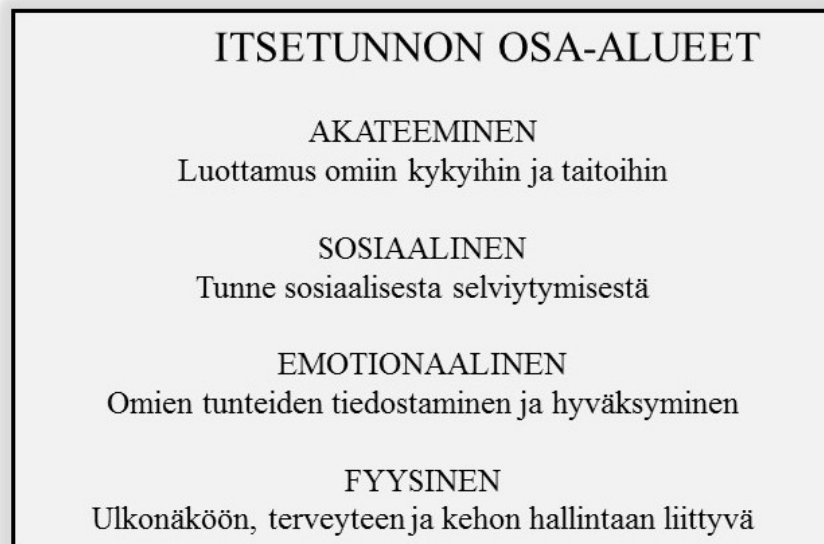 ITSETUNNON OSA-ALUEET
AKATEEMINEN
Luottamus omiin kykyihin ja taitoihin
SOSIAALINEN
Tunne sosiaalisesta selviytymisestä
EMOTIONAALINEN
Omien tunteiden tiedostaminen ja hyväksyminen
FYYSINEN
Ulkonäköön, terveyteen ja kehon hallintaan liittyvä